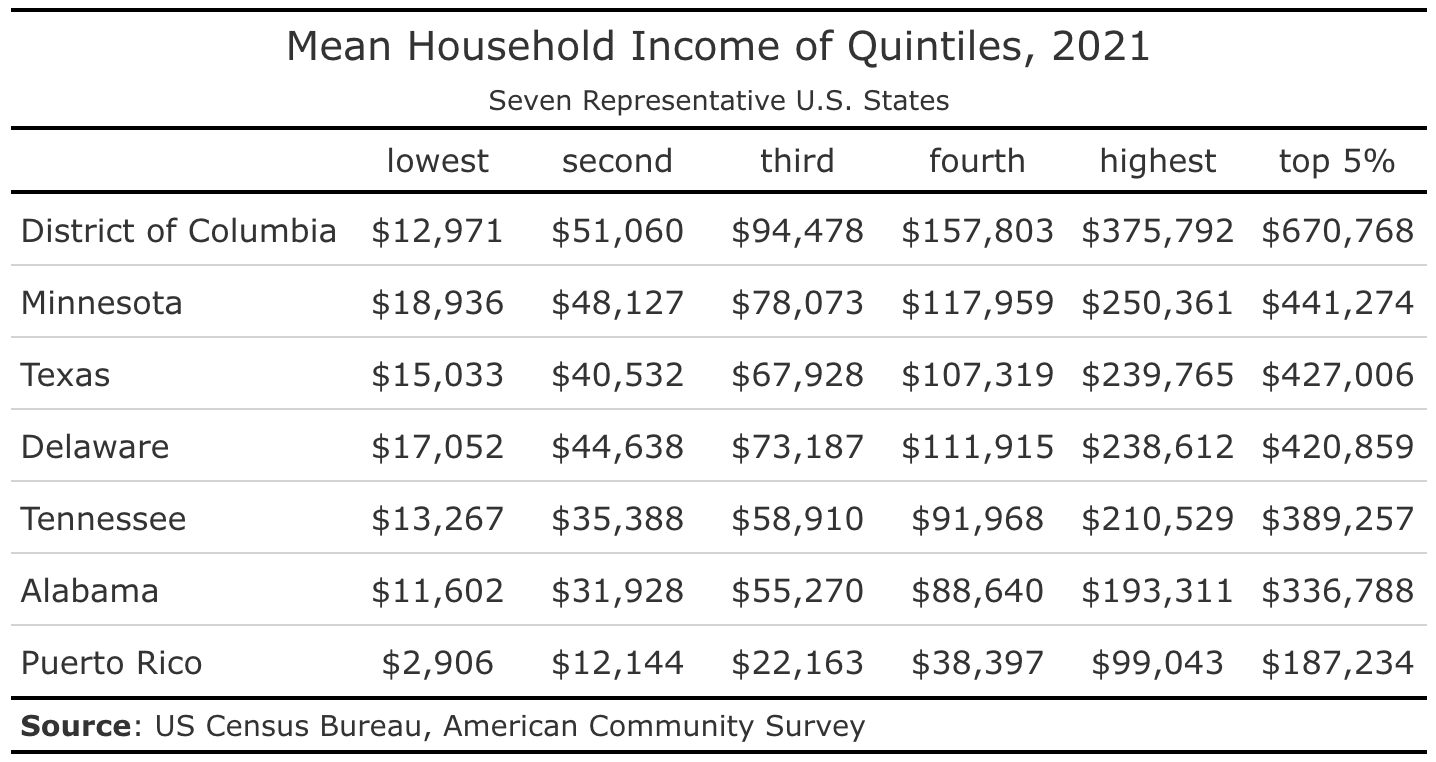 Mean Household Income of Quintiles, 2021
Seven Representative U.S. States
lowest second third fourth highest top 5%
District of Columbia $12,971 $51,060 $94,478 $157,803 $375,792 $670,768
Minnesota $18,936 $48,127 $78,073 $117,959 $250,361 $441,274
Texas $15,033 $40,532 $67,928 $107,319 $239,765 $427,006
Delaware $17,052 $44,638 $73,187 $111,915 $238,612 $420,859
Tennessee $13,267 $35,388 $58,910 $91,968 $210,529 $389,257
Alabama $11,602 $31,928 $55,270 $88,640 $193,311 $336,788
Puerto Rico $2,906 $12,144 $22,163 $38,397 $99,043 $187,234
Source: US Census Bureau, American Community Survey